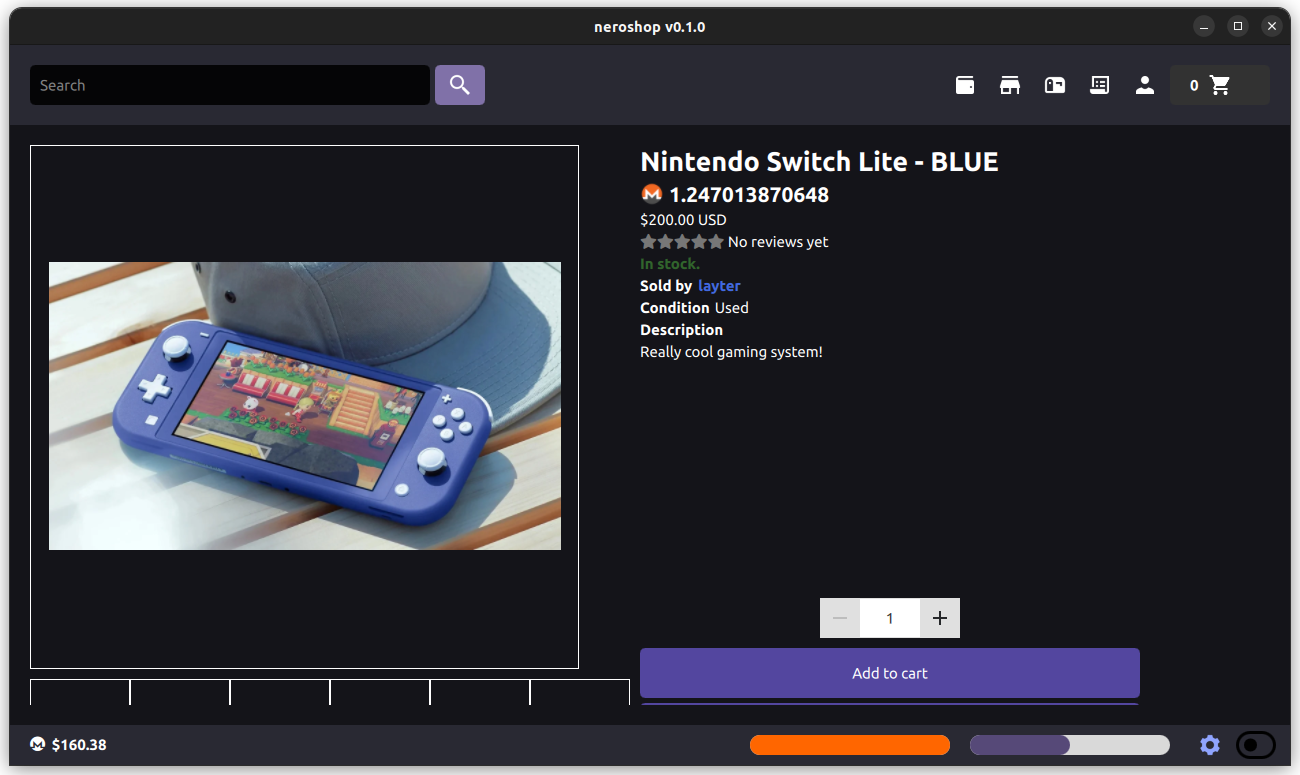 neroshop v0.1.0
Search
0
Nintendo Switch Lite - BLUE
1.247013870648
$200.00 USD
No reviews yet
In stock.
Sold by layter
Condition Used
Description
Really cool gaming system!
1
Add to cart
$160.38